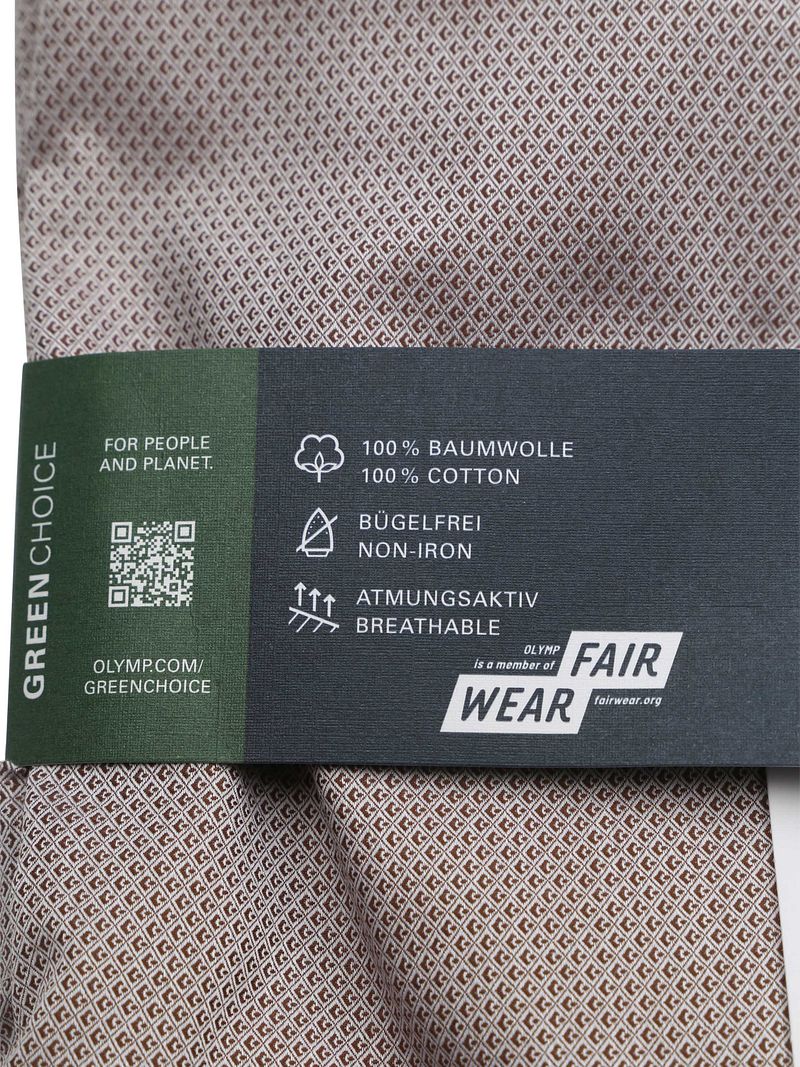 GREEN CHOICE
FOR PEOPLE
AND PLANET.
OLYMP.COM/
GREENCHOICE
100 % BAUMWOLLE
100 % COTTON
BÜGELFREI
NON-IRON
ATMUNGSAKTIV
BREATHABLE
OLYMP
is a member of
FAIR
WEAR
fairwear.org